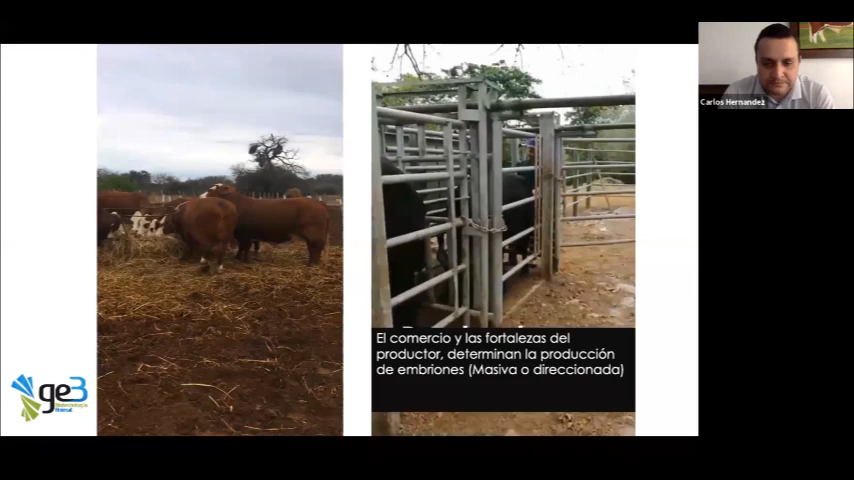 Carlos Hernandez
El comercio y las fortalezas del
productor, determinan la producción
de embriones (Masiva o direccionada)
ge3